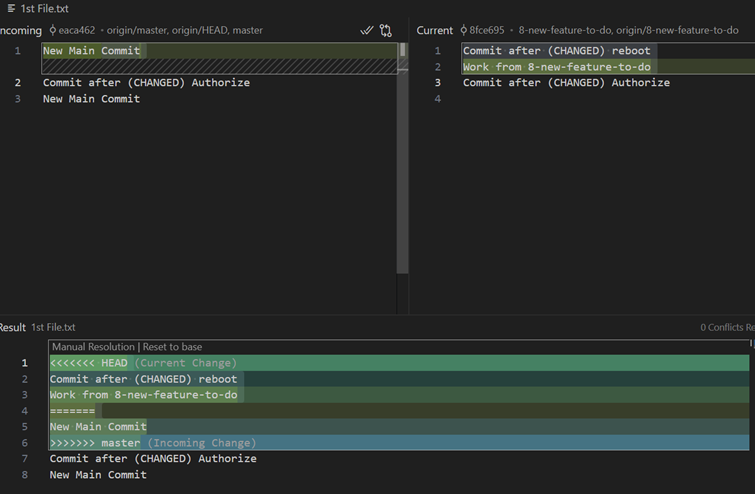 1st File.txt
ncoming eaca462 · origin/master, origin/HEAD, master
1 New Main Commit
2 Commit after (CHANGED) Authorize
3 New Main Commit
Current 8fce695 · 8-new-feature-to-do, origin/8-new-feature-to-do
1 Commit after (CHANGED) reboot
2 Work from 8-new-feature-to-do
3 Commit after (CHANGED) Authorize
4
Result 1st File.txt
0 Conflicts Re
Manual Resolution | Reset to base
1 <<<<<<< HEAD (Current Change)
2 Commit after (CHANGED) reboot
3 Work from 8-new-feature-to-do
4 =======
5 New Main Commit
6 >>>>>>> master (Incoming Change)
7 Commit after (CHANGED) Authorize
8 New Main Commit